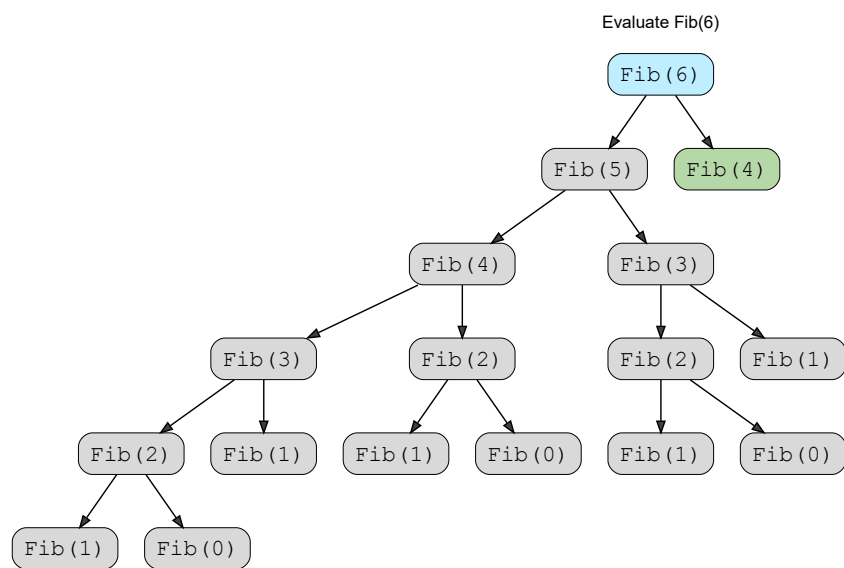 Evaluate Fib(6)
Fib(6)
Fib(5)
Fib(4)
Fib(4)
Fib(3)
Fib(3)
Fib(2)
Fib(2)
Fib(1)
Fib(2)
Fib(1)
Fib(1)
Fib(0)
Fib(1)
Fib(0)
Fib(1)
Fib(0)